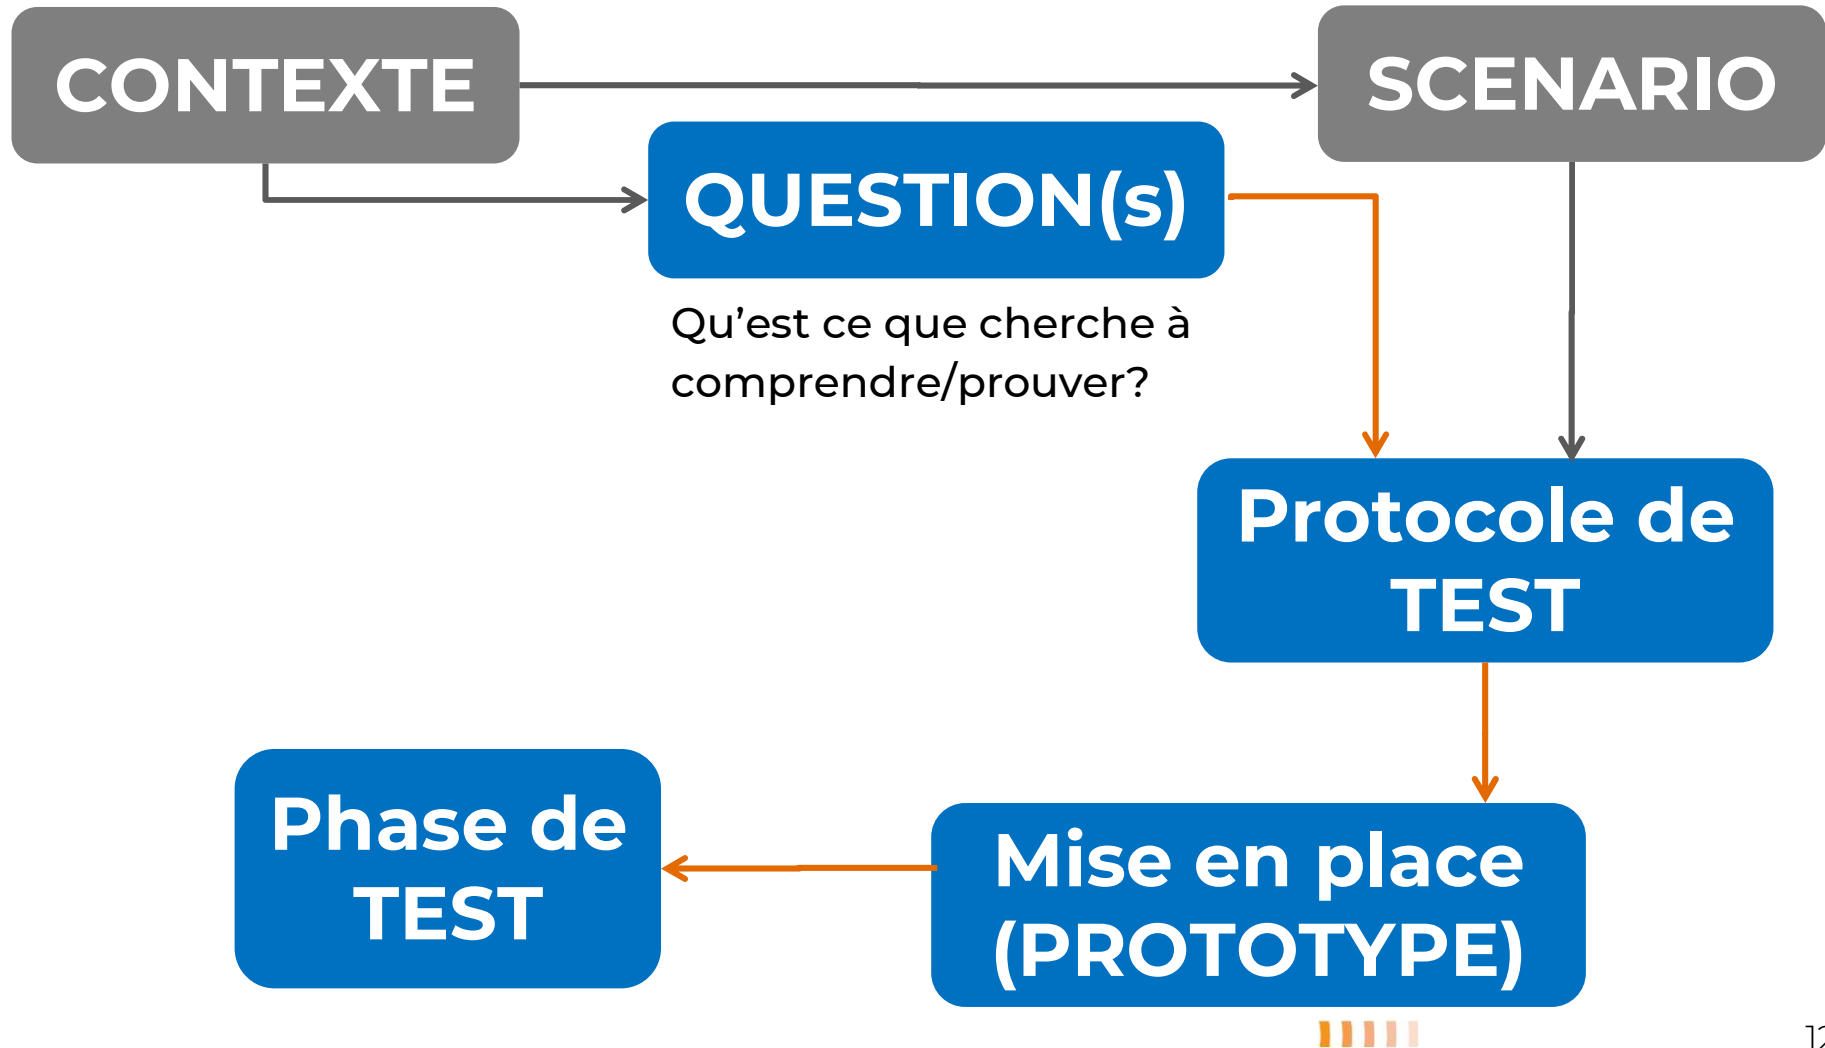 CONTEXTE
SCENARIO
QUESTION(s)
Qu’est ce que cherche à
comprendre/prouver?
Protocole de
TEST
Phase de
TEST
Mise en place
(PROTOTYPE)
12